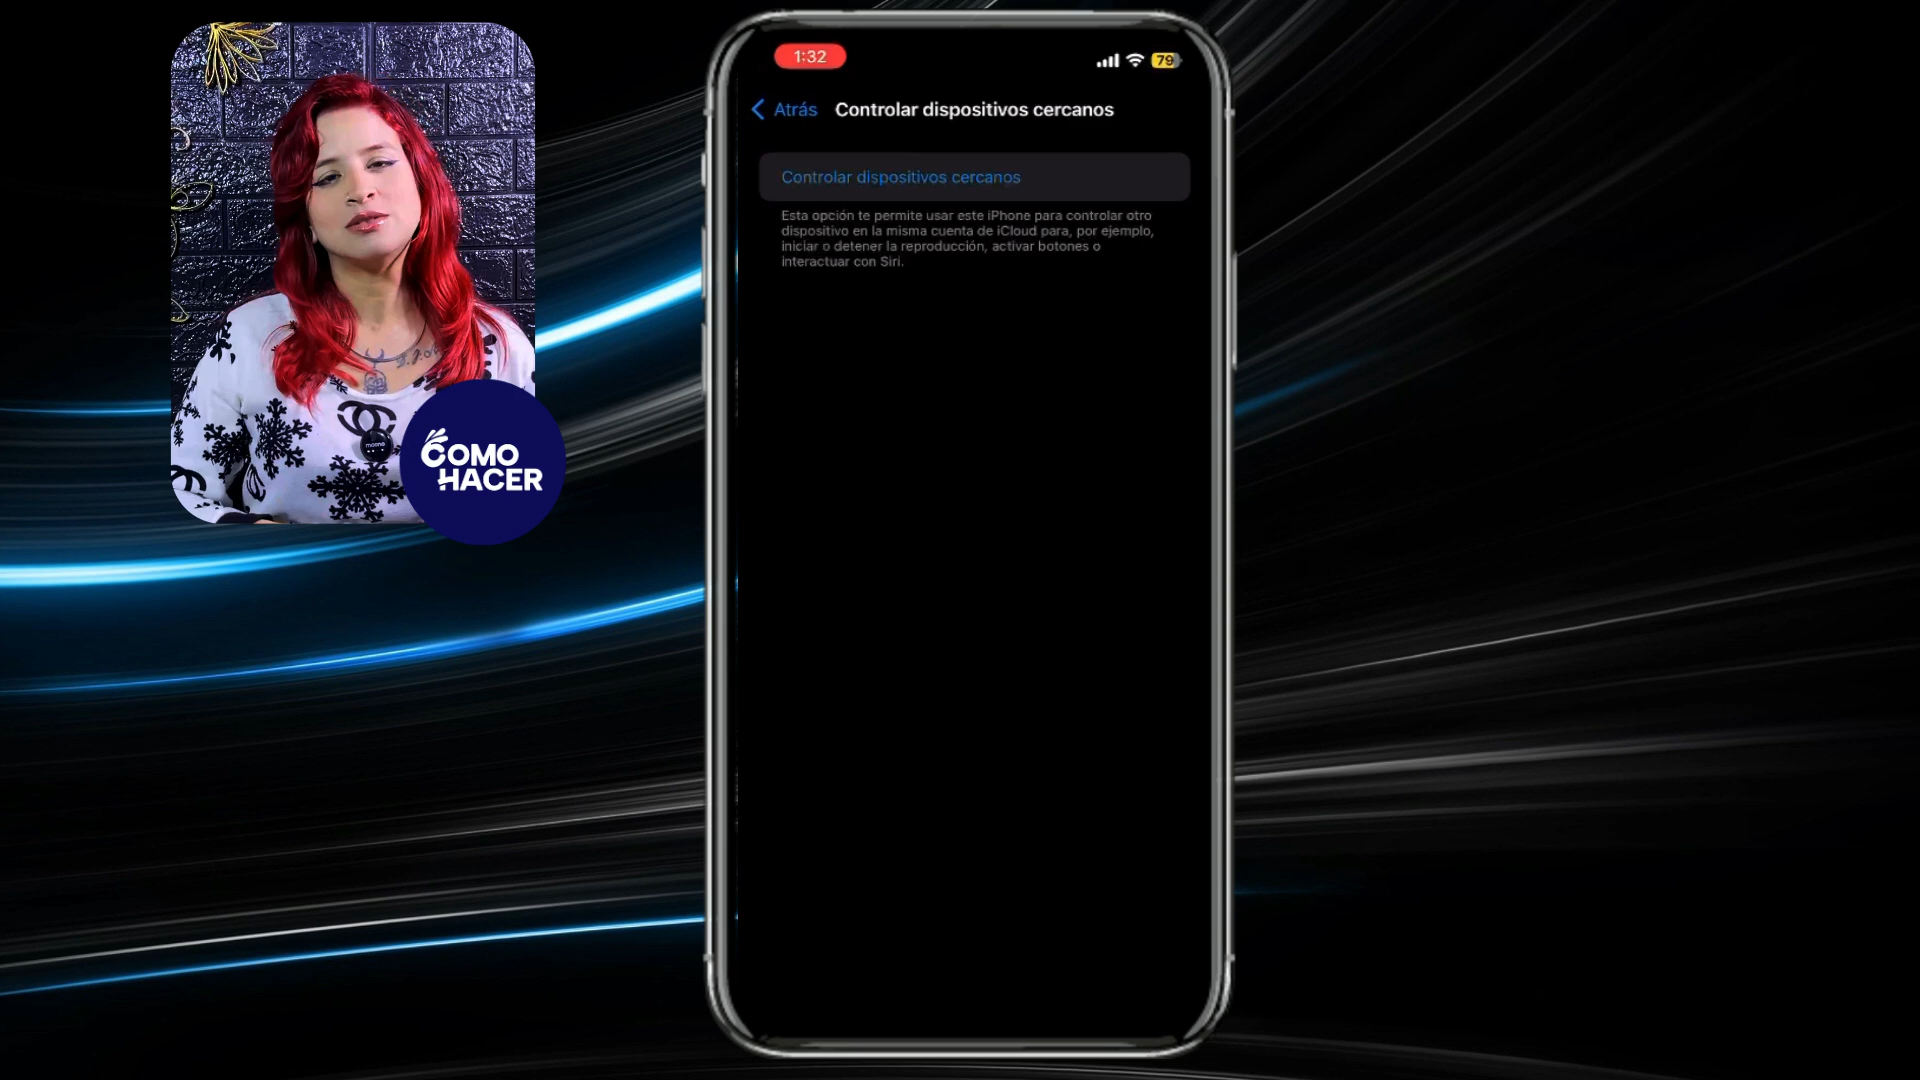 COMO
HACER
1:32
79
Atrás
Controlar dispositivos cercanos
Controlar dispositivos cercanos
Esta opción te permite usar este iPhone para controlar otro
dispositivo en la misma cuenta de iCloud para, por ejemplo,
iniciar o detener la reproducción, activar botones o
interactuar con Siri.